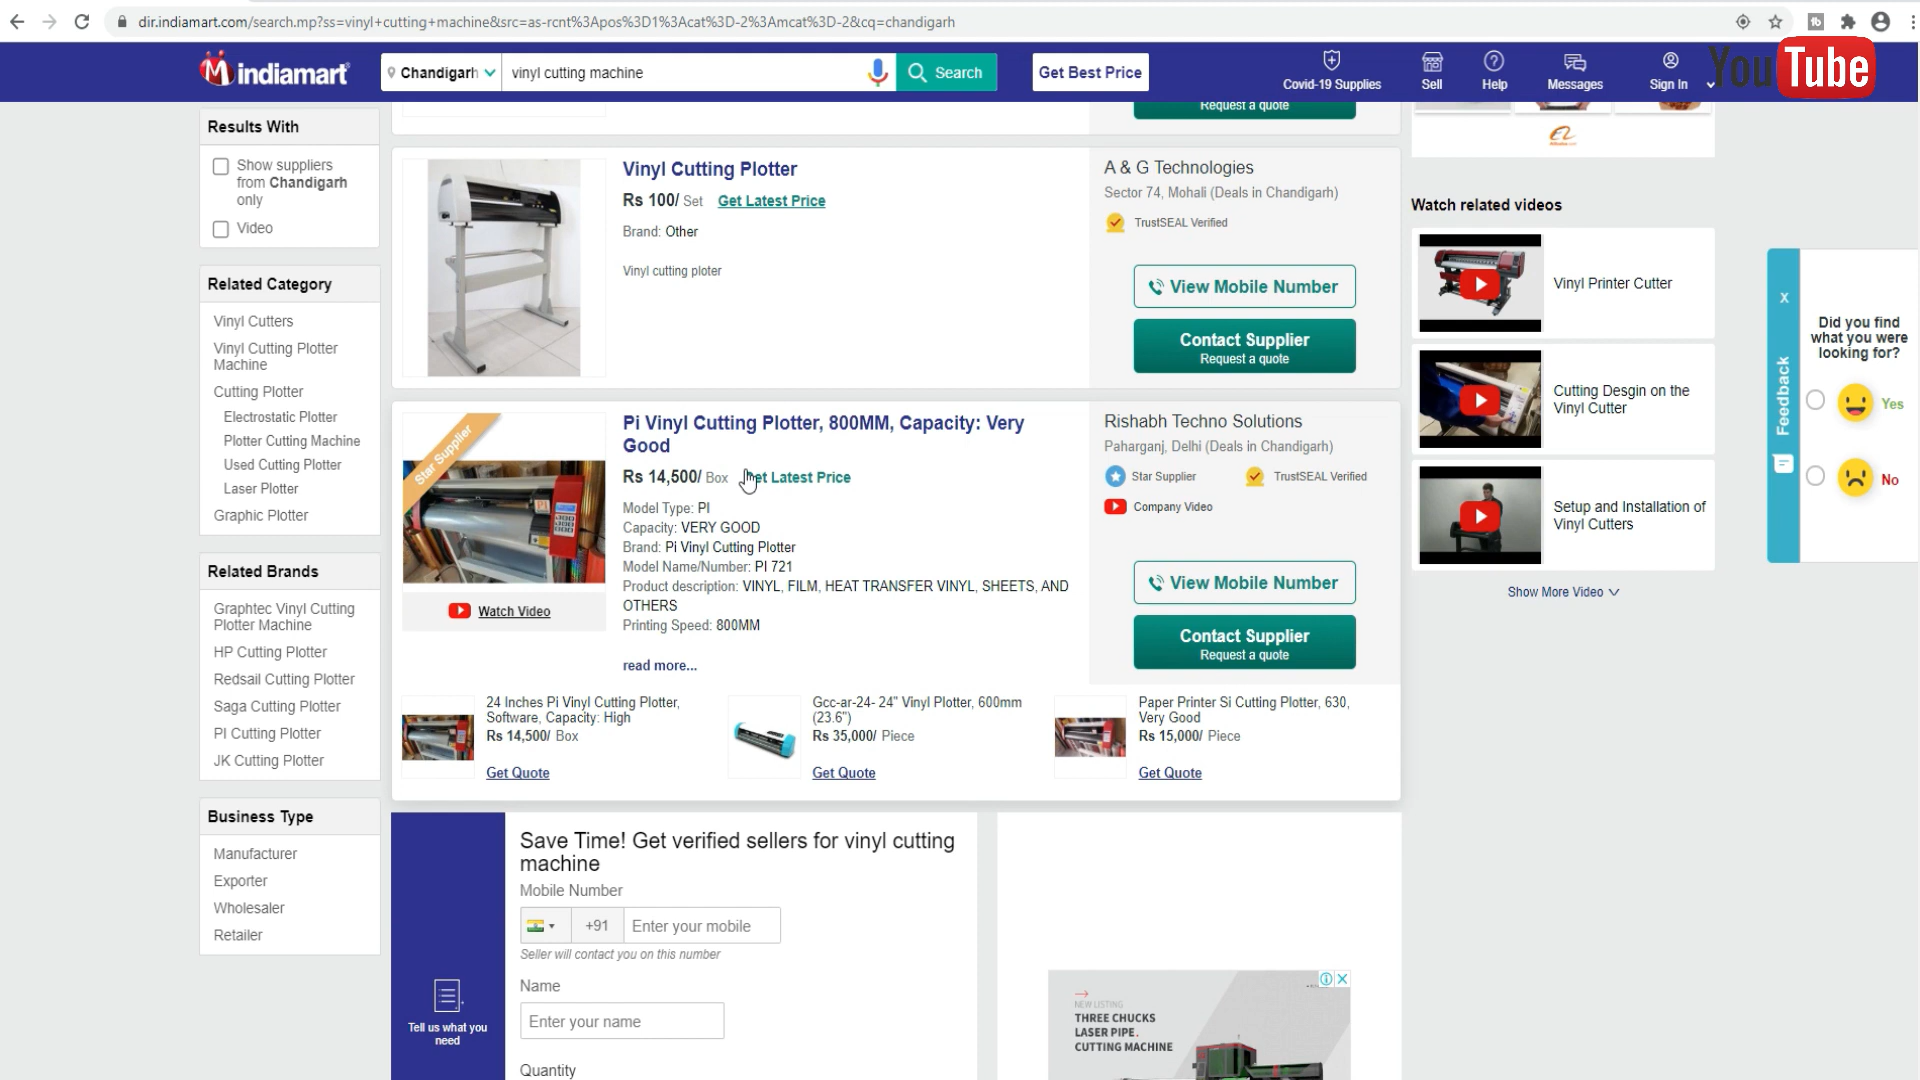 dir.indiamart.com/search.mp?ss=vinyl+cutting+machine&src=as-rcnt%3Apos%3D1%3Acat%3D-2%3Amcat%3D-2&cq=chandigarh
indiamart
Chandigarh
vinyl cutting machine
Search
Get Best Price
Covid-19 Supplies
Sell
Help
Messages
Sign In
YouTube
Results With
Show suppliers
from Chandigarh
only
Video
Related Category
Vinyl Cutters
Vinyl Cutting Plotter
Machine
Cutting Plotter
Electrostatic Plotter
Plotter Cutting Machine
Used Cutting Plotter
Laser Plotter
Graphic Plotter
Related Brands
Graphtec Vinyl Cutting
Plotter Machine
HP Cutting Plotter
Redsail Cutting Plotter
Saga Cutting Plotter
PI Cutting Plotter
JK Cutting Plotter
Business Type
Manufacturer
Exporter
Wholesaler
Retailer
Request a quote
Vinyl Cutting Plotter
Rs 100/ Set Get Latest Price
Brand: Other
Vinyl cutting ploter
A & G Technologies
Sector 74, Mohali (Deals in Chandigarh)
TrustSEAL Verified
View Mobile Number
Contact Supplier
Request a quote
Star Supplier
Watch Video
Pi Vinyl Cutting Plotter, 800MM, Capacity: Very
Good
Rs 14,500/ Box et Latest Price
Model Type: PI
Capacity: VERY GOOD
Brand: Pi Vinyl Cutting Plotter
Model Name/Number: PI 721
Product description: VINYL, FILM, HEAT TRANSFER VINYL, SHEETS, AND
OTHERS
Printing Speed: 800MM
read more...
Rishabh Techno Solutions
Paharganj, Delhi (Deals in Chandigarh)
Star Supplier TrustSEAL Verified
Company Video
View Mobile Number
Contact Supplier
Request a quote
24 Inches Pi Vinyl Cutting Plotter,
Software, Capacity: High
Rs 14,500/ Box
Get Quote
Gcc-ar-24- 24" Vinyl Plotter, 600mm
(23.6")
Rs 35,000/ Piece
Get Quote
Paper Printer Si Cutting Plotter, 630,
Very Good
Rs 15,000/ Piece
Get Quote
Save Time! Get verified sellers for vinyl cutting
machine
Mobile Number
+91 Enter your mobile
Seller will contact you on this number
Name
Enter your name
Quantity
Tell us what you
need
NEW LISTING
THREE CHUCKS
LASER PIPE.
CUTTING MACHINE
Watch related videos
Vinyl Printer Cutter
Cutting Desgin on the
Vinyl Cutter
Setup and Installation of
Vinyl Cutters
Show More Video
X
Feedback
Did you find
what you were
looking for?
Yes
No